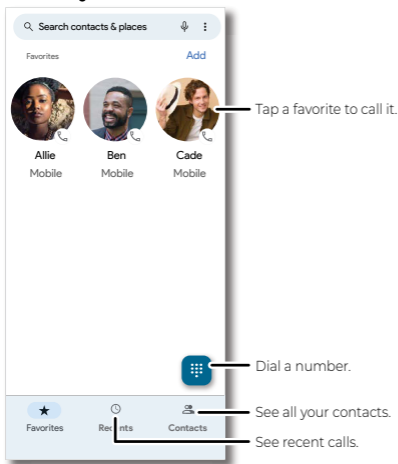 Search contacts & places
Favorites Add
Tap a favorite to call it.
Allie Ben Cade
Mobile Mobile Mobile
Dial a number.
See all your contacts.
Favorites Recents Contacts
See recent calls.